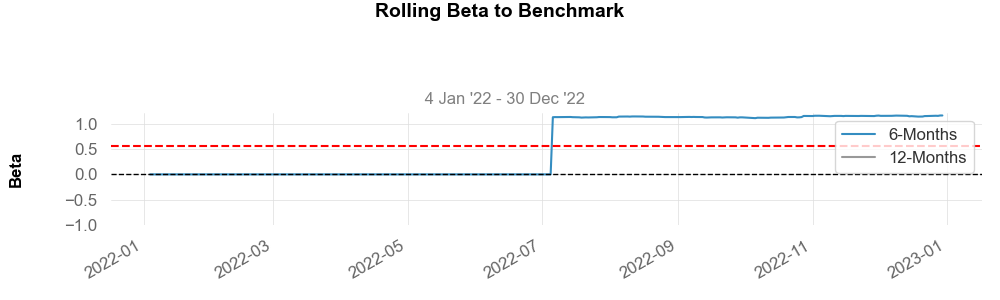 Rolling Beta to Benchmark
4 Jan '22 - 30 Dec '22
Beta
1.0
0.5
0.0
−0.5
−1.0
6-Months
12-Months
2022-01
2022-03
2022-05
2022-07
2022-09
2022-11
2023-01